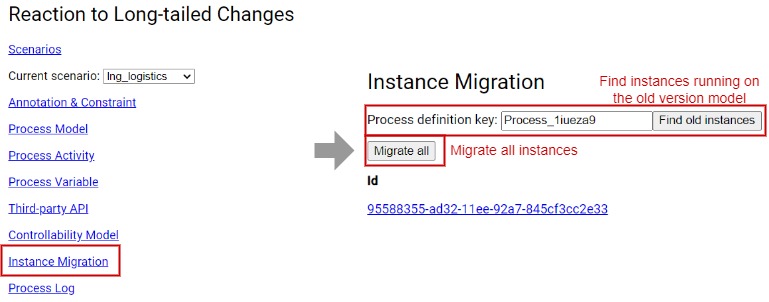 Reaction to Long-tailed Changes
Scenarios
Current scenario: lng_logistics
Annotation & Constraint
Process Model
Process Activity
Process Variable
Third-party API
Controllability Model
Instance Migration
Process Log
Instance Migration
Find instances running on
the old version model
Process definition key: Process_1iueza9 Find old instances
Migrate all Migrate all instances
Id
95588355-ad32-11ee-92a7-845cf3cc2e33